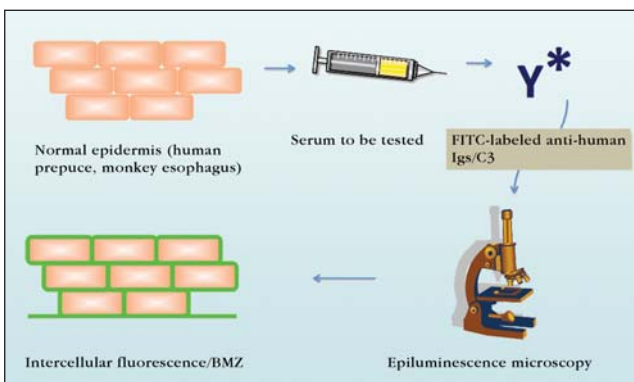 Normal epidermis (human
prepuce, monkey esophagus)
Serum to be tested
Y*
FITC-labeled anti-human
Igs/C3
Intercellular fluorescence/BMZ
Epiluminescence microscopy